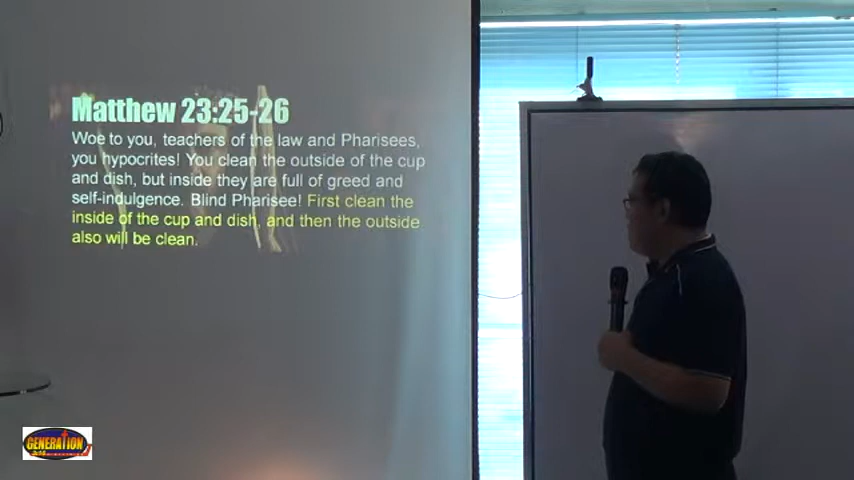 Matthew 23:25-26
Woe to you, teachers of the law and Pharisees,
you hypocrites! You clean the outside of the cup
and dish, but inside they are full of greed and
self-indulgence. Blind Pharisee! First clean the
inside of the cup and dish, and then the outside
also will be clean.
GENERATION